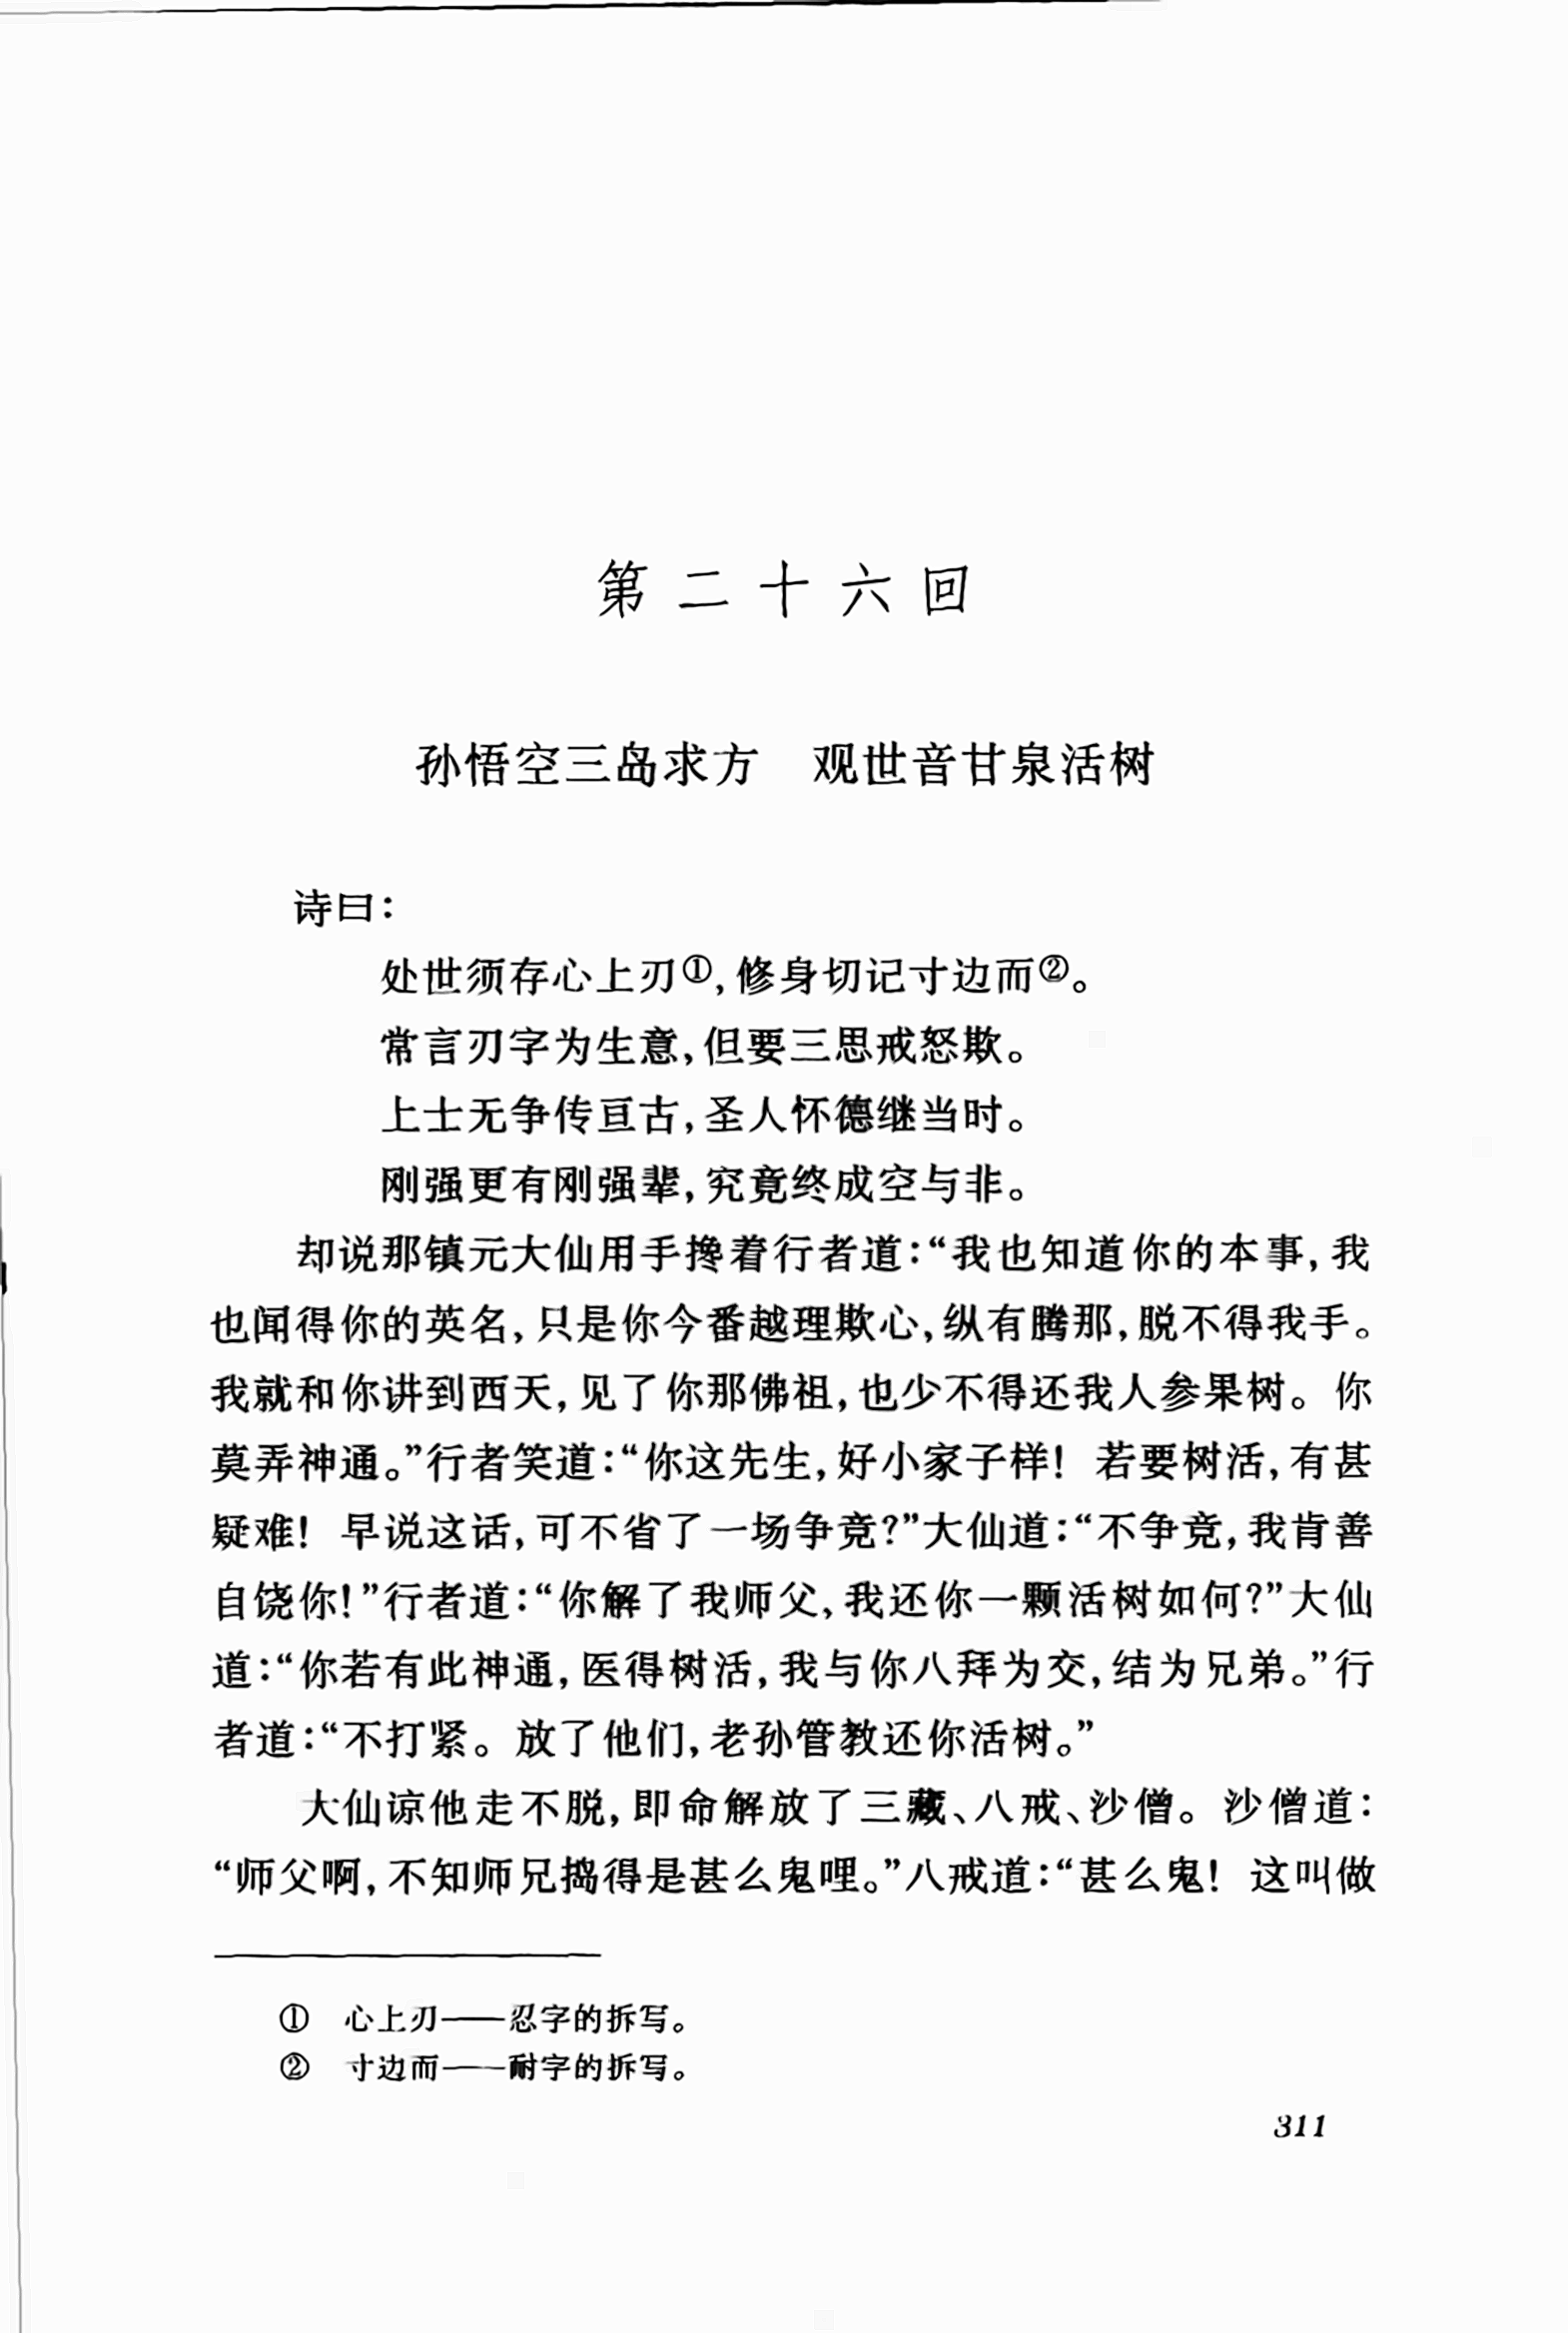 第二十六回
孙悟空三岛求方　观世音甘泉活树
诗曰：
处世须存心上刃①，修身切记寸边而②。
常言刃字为生意，但要三思戒怒欺。
上士无争传亘古，圣人怀德继当时。
刚强更有刚强辈，究竟终成空与非。
却说那镇元大仙用手搀着行者道：“我也知道你的本事，我
也闻得你的英名，只是你今番越理欺心，纵有腾那，脱不得我手。
我就和你讲到西天，见了你那佛祖，也少不得还我人参果树。你
莫弄神通。”行者笑道：“你这先生，好小家子样！若要树活，有甚
疑难！早说这话，可不省了一场争竞？”大仙道：“不争竞，我肯善
自饶你！”行者道：“你解了我师父，我还你一颗活树如何？”大仙
道：“你若有此神通，医得树活，我与你八拜为交，结为兄弟。”行
者道：“不打紧。放了他们，老孙管教还你活树。”
大仙谅他走不脱，即命解放了三藏、八戒、沙僧。沙僧道：
“师父啊，不知师兄捣得是甚么鬼哩。”八戒道：“甚么鬼！这叫做
①　心上刃——忍字的拆写。
②　寸边而——耐字的拆写。
311